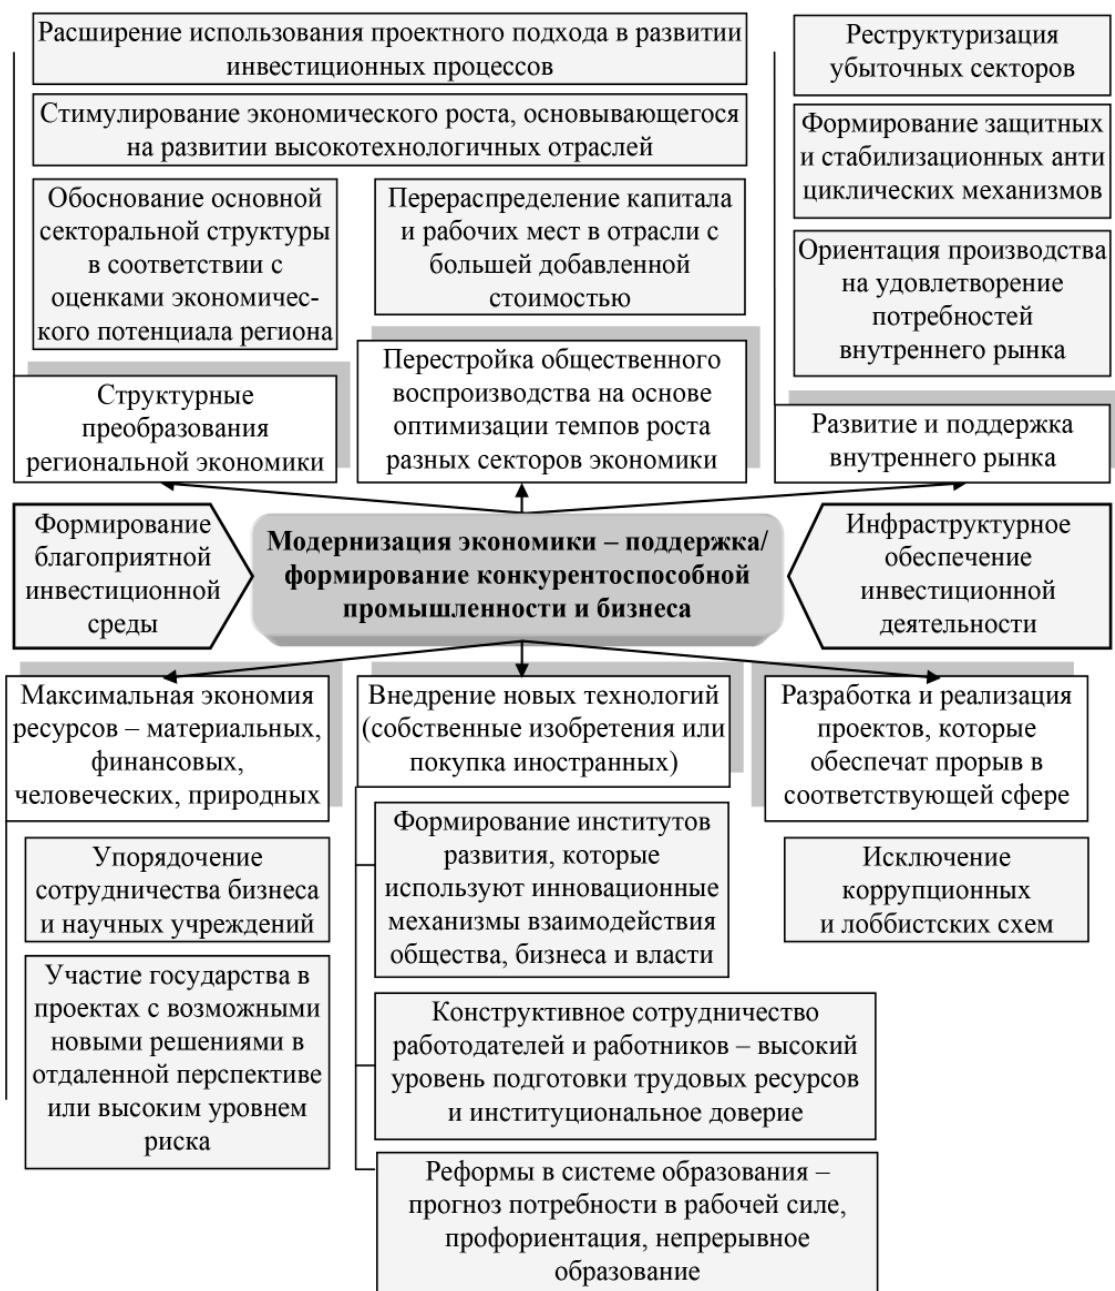 Расширение использования проектного подхода в развитии
инвестиционных процессов
Реструктуризация
убыточных секторов
Стимулирование экономического роста, основывающегося
на развитии высокотехнологичных отраслей
Формирование защитных
и стабилизационных анти
циклических механизмов
Обоснование основной
секторальной структуры
в соответствии с
оценками экономичес-
кого потенциала региона
Перераспределение капитала
и рабочих мест в отрасли с
большей добавленной
стоимостью
Ориентация производства
на удовлетворение
потребностей
внутреннего рынка
Структурные
преобразования
региональной экономики
Перестройка общественного
воспроизводства на основе
оптимизации темпов роста
разных секторов экономики
Развитие и поддержка
внутреннего рынка
Формирование
благоприятной
инвестиционной
среды
Модернизация экономики – поддержка/
формирование конкурентоспособной
промышленности и бизнеса
Инфраструктурное
обеспечение
инвестиционной
деятельности
Максимальная экономия
ресурсов – материальных,
финансовых,
человеческих, природных
Внедрение новых технологий
(собственные изобретения или
покупка иностранных)
Разработка и реализация
проектов, которые
обеспечат прорыв в
соответствующей сфере
Упорядочение
сотрудничества бизнеса
и научных учреждений
Формирование институтов
развития, которые
используют инновационные
механизмы взаимодействия
общества, бизнеса и власти
Исключение
коррупционных
и лоббистских схем
Участие государства в
проектах с возможными
новыми решениями в
отдаленной перспективе
или высоким уровнем
риска
Конструктивное сотрудничество
работодателей и работников – высокий
уровень подготовки трудовых ресурсов
и институциональное доверие
Реформы в системе образования –
прогноз потребности в рабочей силе,
профориентация, непрерывное
образование